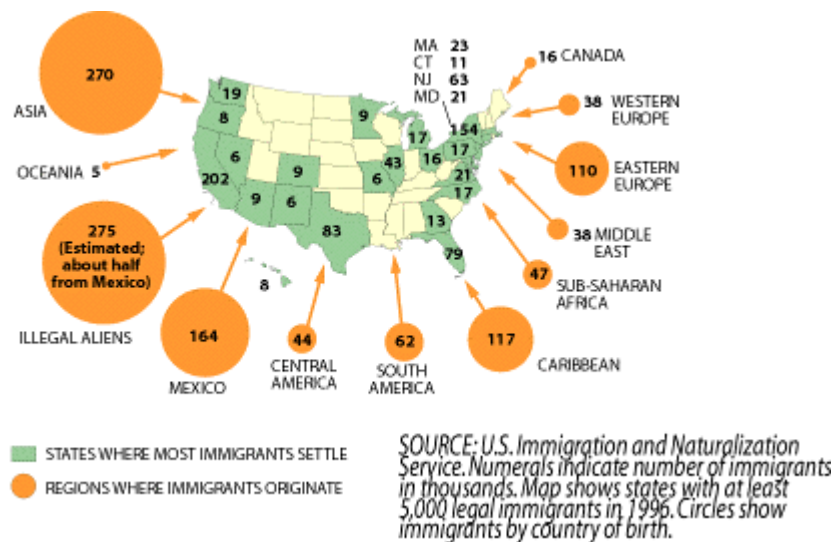 MA 23
CT 11
NJ 63
MD 21
16 CANADA
270
ASIA
19
8
9
17
154
38 WESTERN
EUROPE
OCEANIA 5
6
202
9
43
16
17
110
EASTERN
EUROPE
6
21
17
9
6
13
275
(Estimated;
about half
from Mexico)
ILLEGAL ALIENS
83
79
38 MIDDLE
EAST
8
47
SUB-SAHARAN
AFRICA
164
MEXICO
44
CENTRAL
AMERICA
62
SOUTH
AMERICA
117
CARIBBEAN
STATES WHERE MOST IMMIGRANTS SETTLE
REGIONS WHERE IMMIGRANTS ORIGINATE
SOURCE: U.S. Immigration and Naturalization
Service. Numerals indicate number of immigrants
in thousands. Map shows states with at least
5,000 legal immigrants in 1996. Circles show
immigrants by country of birth.